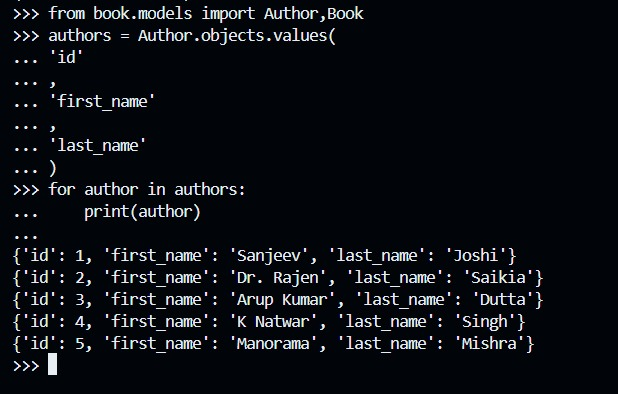 >>> from book.models import Author,Book
>>> authors = Author.objects.values(
... 'id'
... ,
... 'first_name'
... ,
... 'last_name'
... )
>>> for author in authors:
...     print(author)
...
{'id': 1, 'first_name': 'Sanjeev', 'last_name': 'Joshi'}
{'id': 2, 'first_name': 'Dr. Rajen', 'last_name': 'Saikia'}
{'id': 3, 'first_name': 'Arup Kumar', 'last_name': 'Dutta'}
{'id': 4, 'first_name': 'K Natwar', 'last_name': 'Singh'}
{'id': 5, 'first_name': 'Manorama', 'last_name': 'Mishra'}
>>>